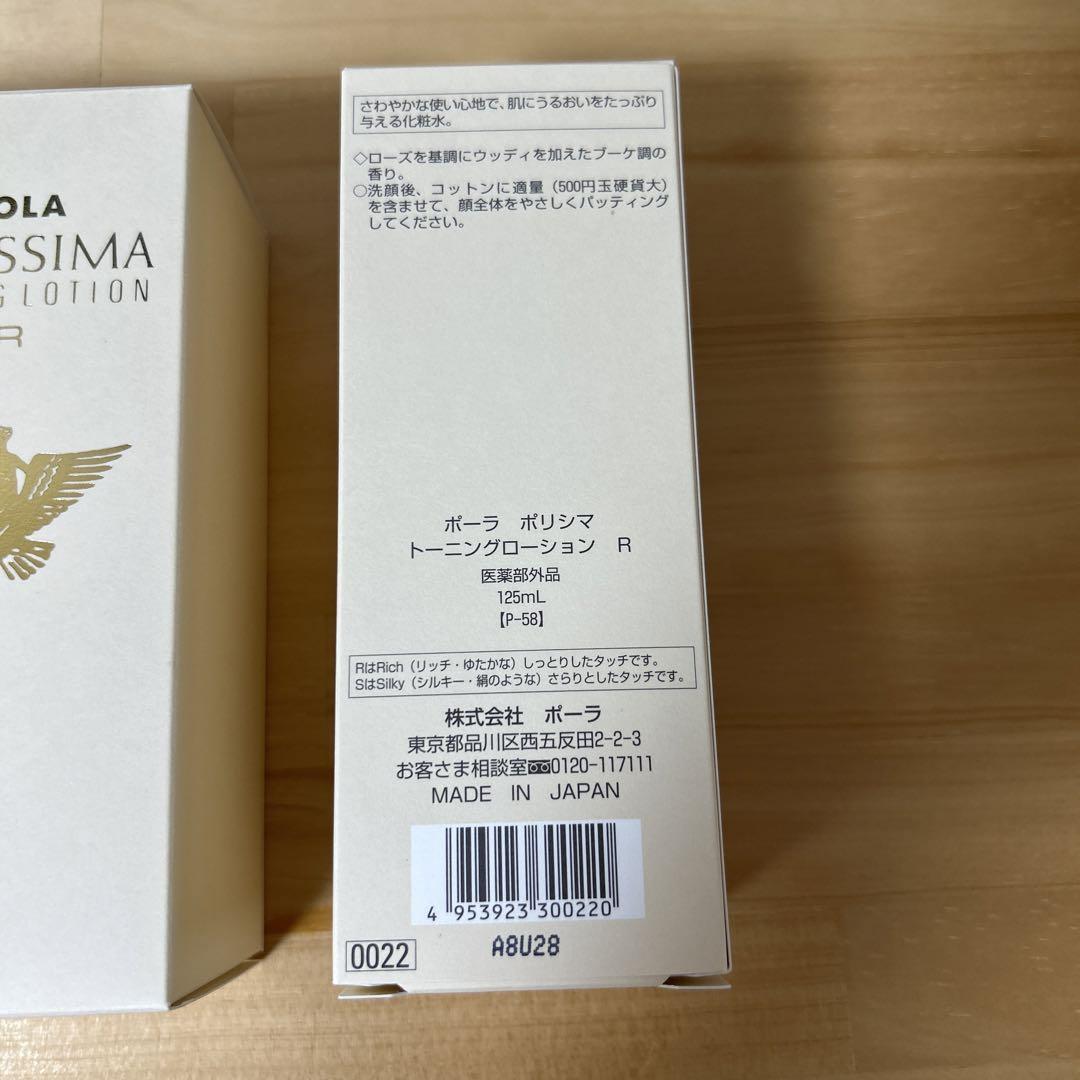 OLA
SSIMA
G LOTION
R
さわやかな使い心地で、肌にうるおいをたっぷり
与える化粧水。
◇ローズを基調にウッディを加えたブーケ調の
香り。
○洗顔後、コットンに適量（500円玉硬貨大）
を含ませて、顔全体をやさしくパッティング
してください。
ポーラ ポリシマ
トーニングローション R
医薬部外品
125mL
【P-58】
RはRich（リッチ・ゆたかな）しっとりしたタッチです。
SはSilky（シルキー・絹のような）さらりとしたタッチです。
株式会社 ポーラ
東京都品川区西五反田2-2-3
お客さま相談室0120-117111
MADE IN JAPAN
4 953923 300220
A8U28
0022